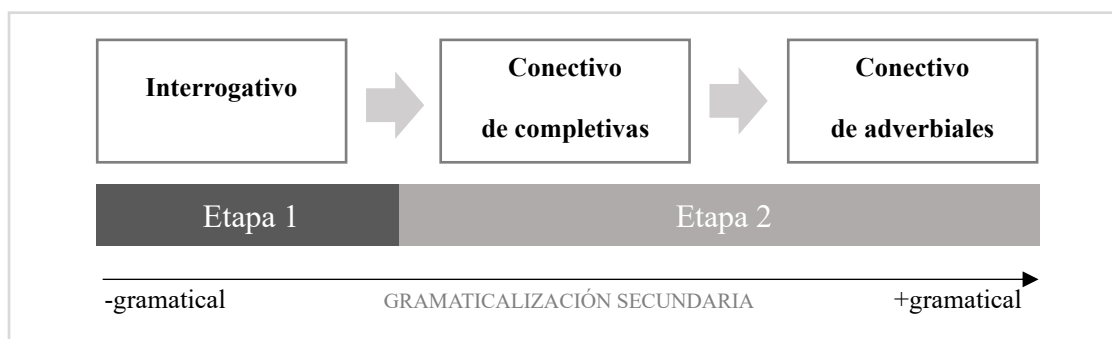 Interrogativo
Conectivo
de completivas
Conectivo
de adverbiales
Etapa 1
Etapa 2
-gramatical
GRAMATICALIZACIÓN SECUNDARIA
+gramatical